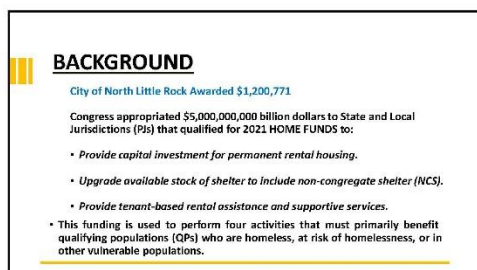 BACKGROUND
City of North Little Rock Awarded $1,200,771
Congress appropriated $5,000,000,000 billion dollars to State and Local
Jurisdictions (PJs) that qualified for 2021 HOME FUNDS to:
• Provide capital investment for permanent rental housing.
• Upgrade available stock of shelter to include non-congregate shelter (NCS).
• Provide tenant-based rental assistance and supportive services.
• This funding is used to perform four activities that must primarily benefit
qualifying populations (QPs) who are homeless, at risk of homelessness, or in
other vulnerable populations.